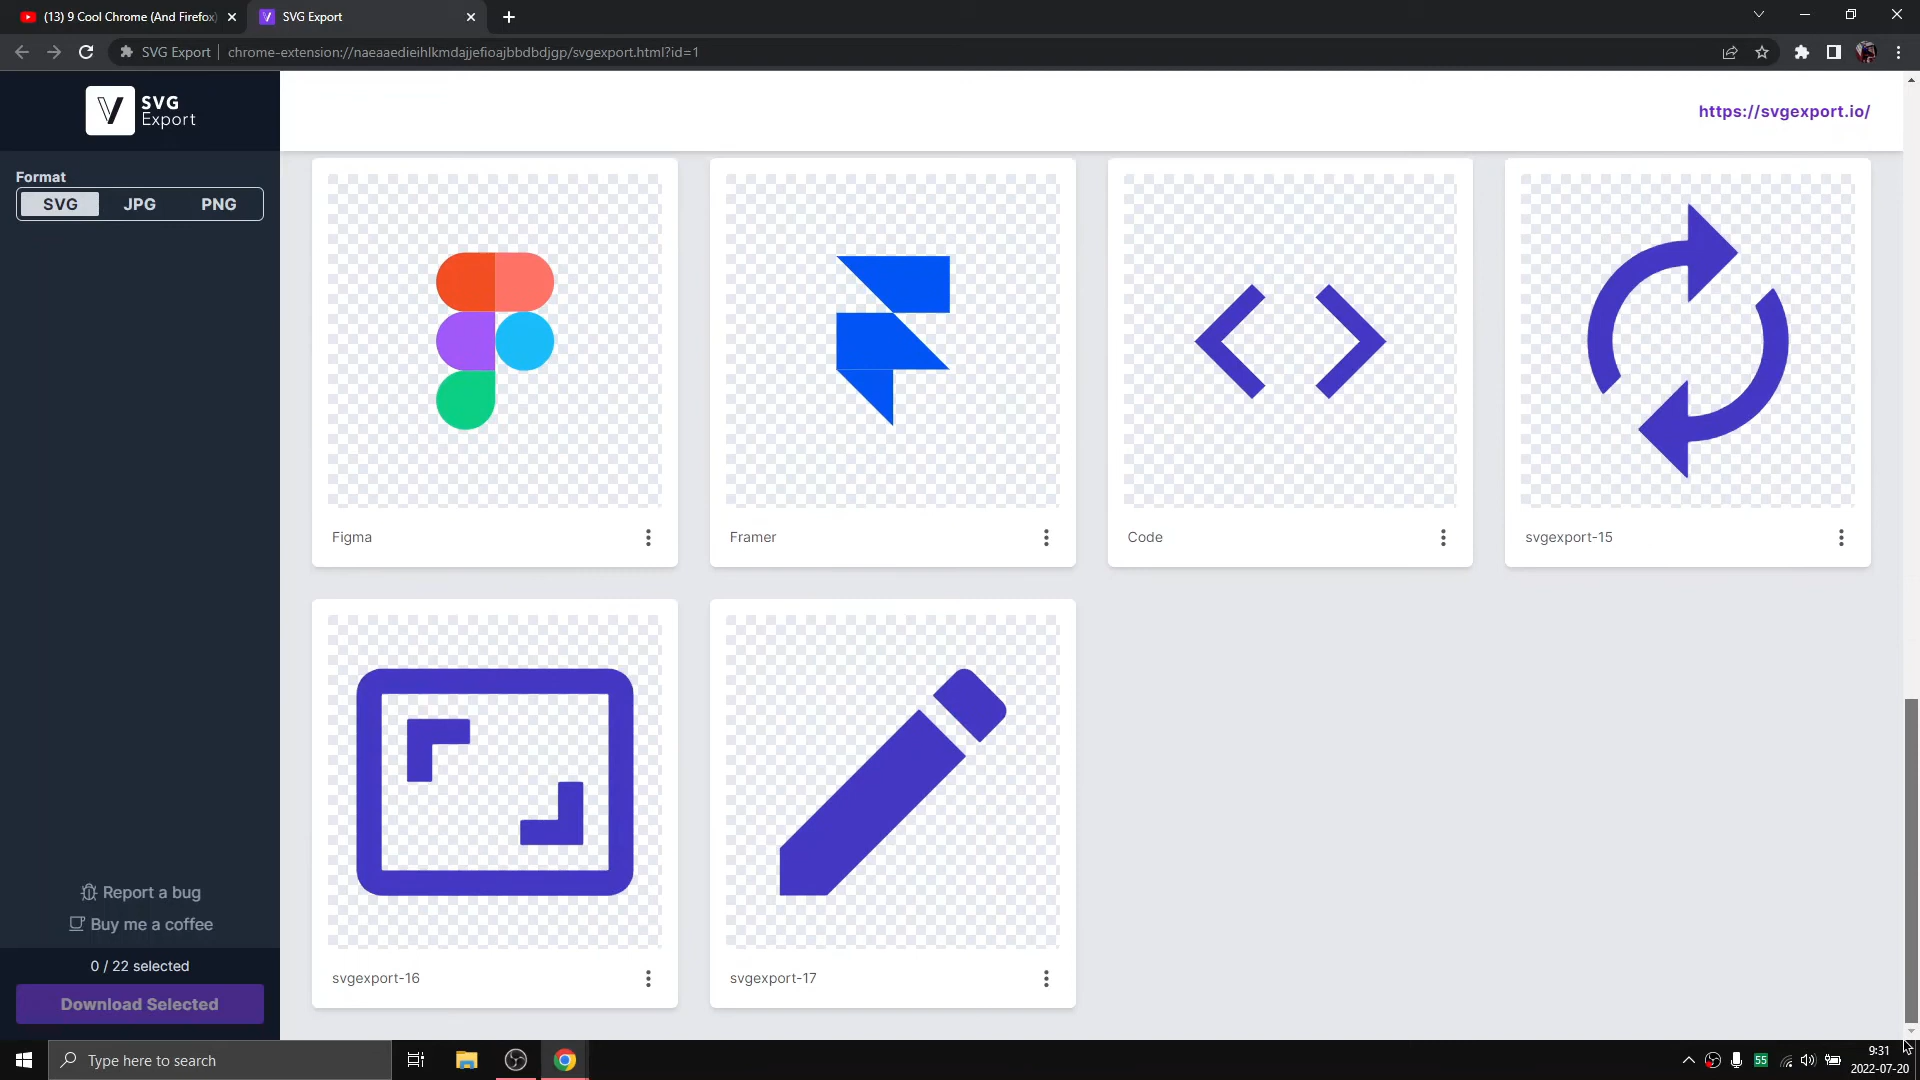 (13) 9 Cool Chrome (And Firefox)
SVG Export
SVG Export
chrome-extension://naeaaedieihlkmdajjefioajbbdbdjgp/svgexport.html?id=1
SVG
Export
https://svgexport.io/
Format
SVG
JPG
PNG
Figma
Framer
Code
svgexport-15
svgexport-16
svgexport-17
Report a bug
Buy me a coffee
0 / 22 selected
Download Selected
Type here to search
55
9:31
2022-07-20